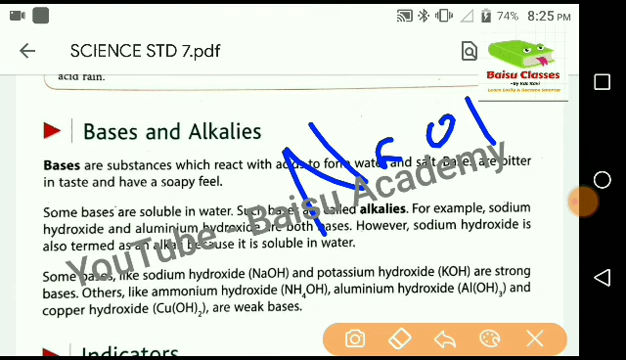 74% 8:25 PM
SCIENCE STD 7.pdf
Baisu Classes
acid rain.
Bases and Alkalies
Bases are substances which react with acids to form water and salt. Bases are bitter
in taste and have a soapy feel.
Some bases are soluble in water. Such bases are called alkalies. For example, sodium
hydroxide and aluminium hydroxide are both bases. However, sodium hydroxide is
also termed as an alkali because it is soluble in water.
Some bases, like sodium hydroxide (NaOH) and potassium hydroxide (KOH) are strong
bases. Others, like ammonium hydroxide (NH₄OH), aluminium hydroxide (Al(OH)₃) and
copper hydroxide (Cu(OH)₂), are weak bases.
Indicators
YouTube - Baisu Academy